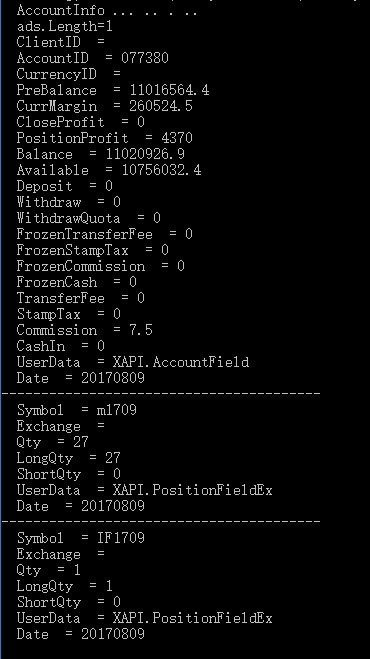 AccountInfo ... .. . ..
ads.Length=1
ClientID  =
AccountID  = 077380
CurrencyID  =
PreBalance  = 11016564.4
CurrMargin  = 260524.5
CloseProfit  = 0
PositionProfit  = 4370
Balance  = 11020926.9
Available  = 10756032.4
Deposit  = 0
Withdraw  = 0
WithdrawQuota  = 0
FrozenTransferFee  = 0
FrozenStampTax  = 0
FrozenCommission  = 0
FrozenCash  = 0
TransferFee  = 0
StampTax  = 0
Commission  = 7.5
CashIn  = 0
UserData  = XAPI.AccountField
Date  = 20170809
----------------------------------------
Symbol  = m1709
Exchange  =
Qty  = 27
LongQty  = 27
ShortQty  = 0
UserData  = XAPI.PositionFieldEx
Date  = 20170809
----------------------------------------
Symbol  = IF1709
Exchange  =
Qty  = 1
LongQty  = 1
ShortQty  = 0
UserData  = XAPI.PositionFieldEx
Date  = 20170809